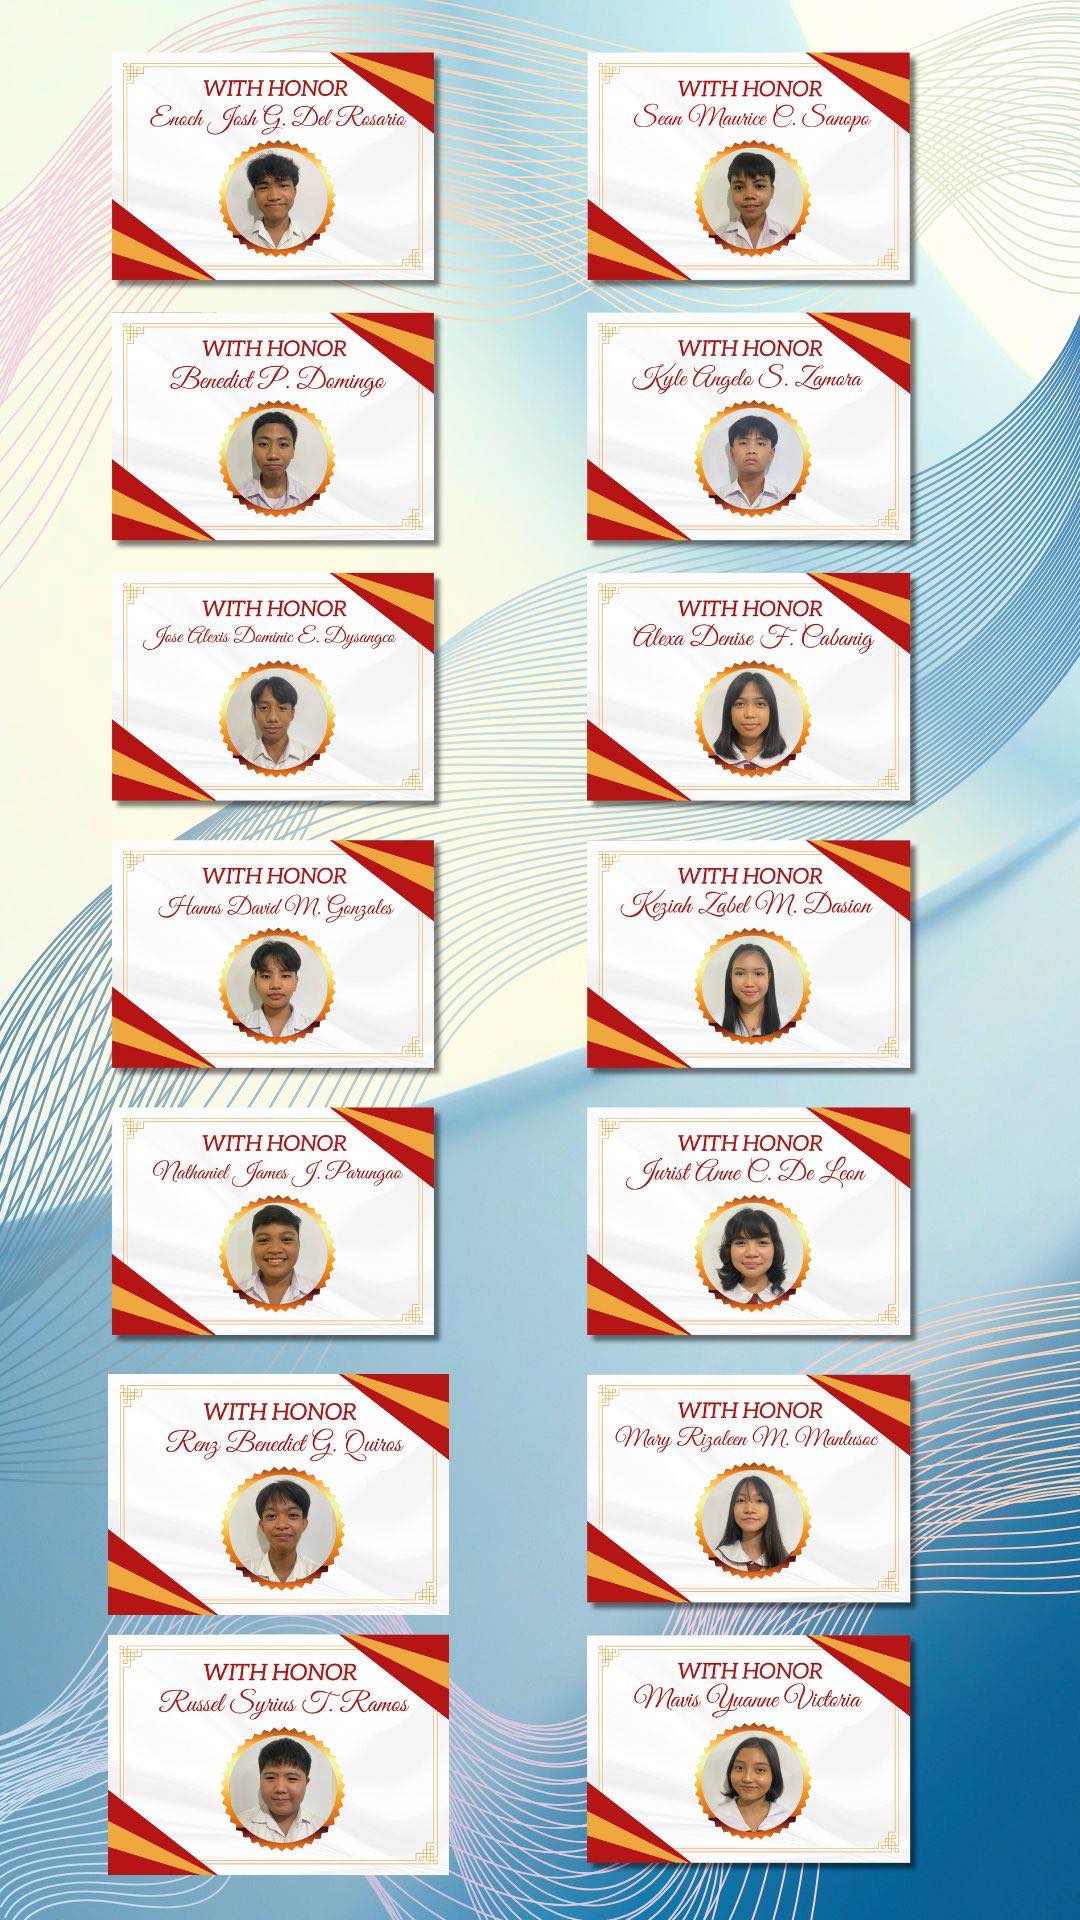 WITH HONOR
Enoch Josh G. Del Rosario
WITH HONOR
Sean Maurice C. Sanopo
WITH HONOR
Benedict P. Domingo
WITH HONOR
Kyle Angelo S. Zamora
WITH HONOR
Jose Alexis Dominic E. Dysangco
WITH HONOR
Alexa Denise F. Cabanig
WITH HONOR
Hanns David M. Gonzales
WITH HONOR
Keziah Zabel M. Dasion
WITH HONOR
Nathaniel James J. Parungao
WITH HONOR
Jurist Anne C. De Leon
WITH HONOR
Renz Benedict G. Quiros
WITH HONOR
Mary Rizaleen M. Manlusoc
WITH HONOR
Russel Syrius T. Ramos
WITH HONOR
Mavis Yuanne Victoria